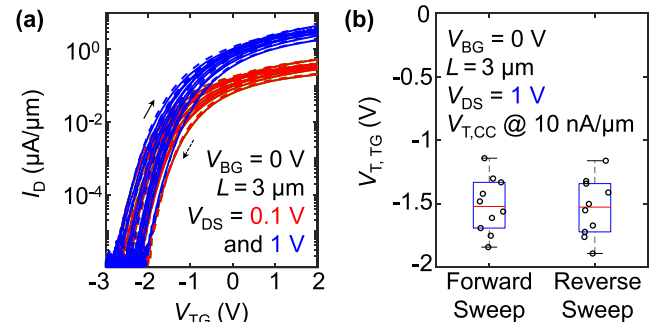 (a)
I_D (µA/µm)
10^0
10^-2
10^-4
V_BG = 0 V
L = 3 µm
V_DS = 0.1 V
and 1 V
-3 -2 -1 0 1 2
V_TG (V)
(b)
V_T,TG (V)
0
-0.5
-1
-1.5
-2
V_BG = 0 V
L = 3 µm
V_DS = 1 V
V_T,CC @ 10 nA/µm
Forward
Sweep
Reverse
Sweep